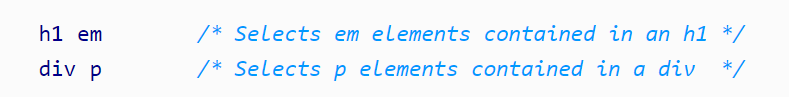 h1 em        /* Selects em elements contained in an h1 */
div p        /* Selects p elements contained in a div  */